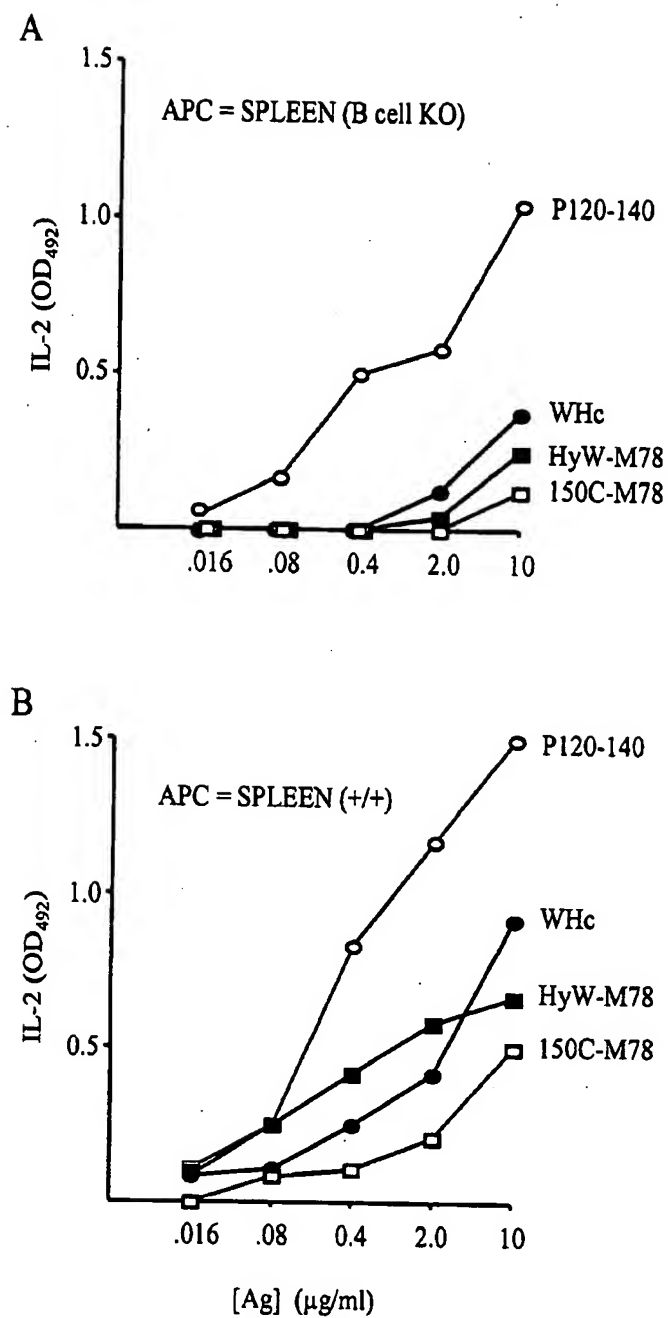 A
1.5
APC = SPLEEN (B cell KO)
P120-140
1.0
IL-2 (OD492)
0.5
WHc
HyW-M78
150C-M78
.016 .08 0.4 2.0 10
B
1.5
P120-140
APC = SPLEEN (+/+)
1.0
WHc
IL-2 (OD492)
HyW-M78
0.5
150C-M78
.016 .08 0.4 2.0 10
[Ag] (µg/ml)